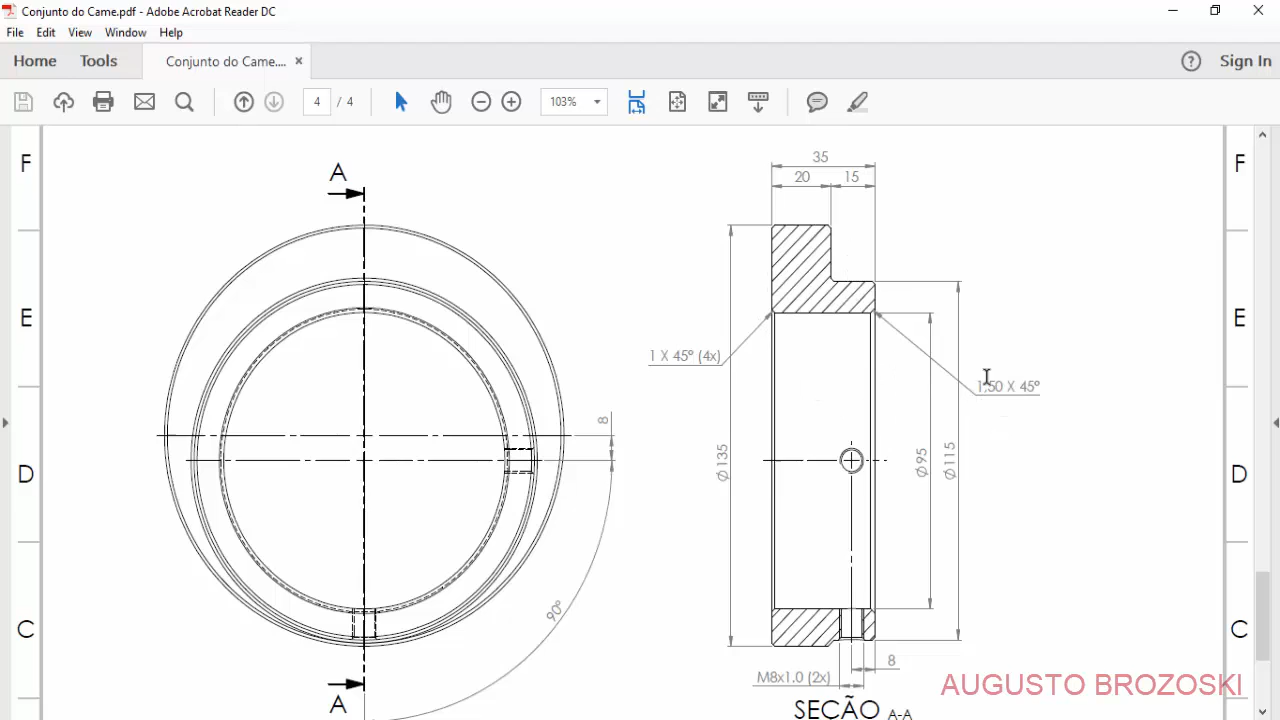 Conjunto do Came.pdf - Adobe Acrobat Reader DC
File Edit View Window Help
Home Tools Conjunto do Came.... × Sign In
4 / 4 103%
F
E
D
C
A
A
8
90°
35
20 15
1 X 45° (4x)
1,50 X 45°
Ø135
Ø95
Ø115
8
M8x1.0 (2x)
SEÇÃO A-A
F
E
D
C
AUGUSTO BROZOSKI